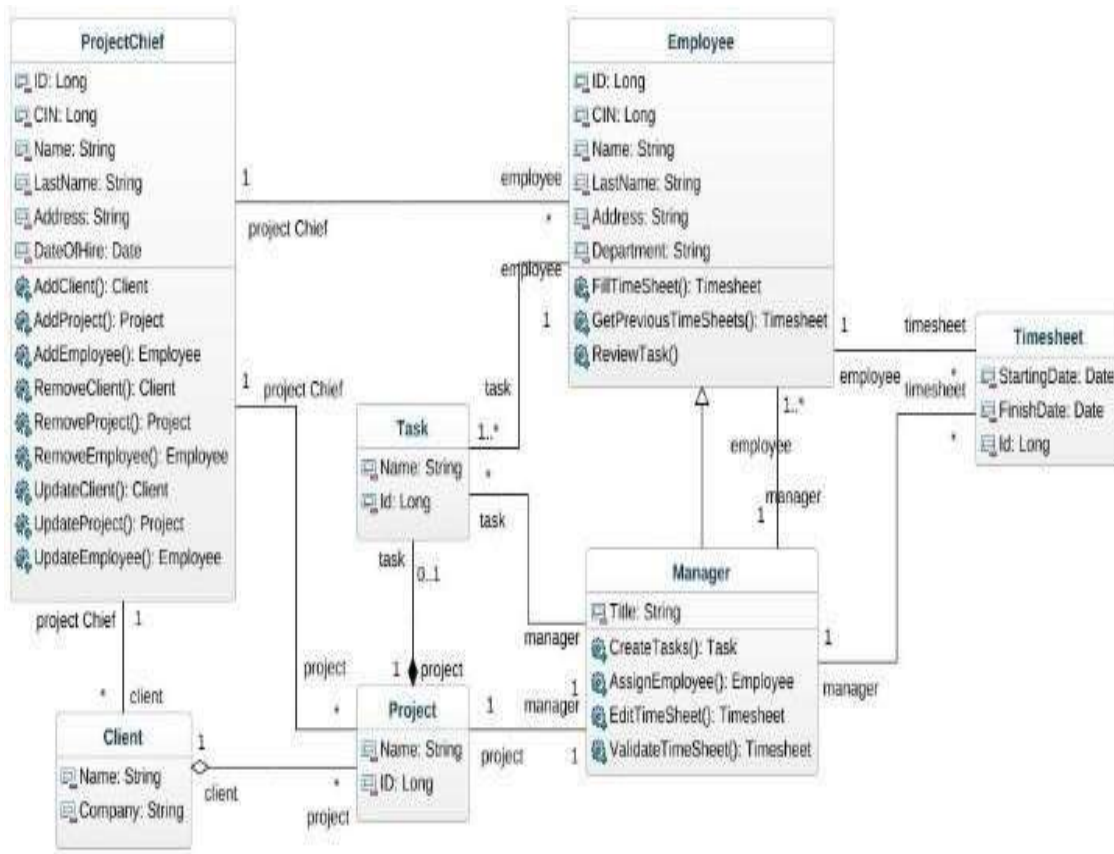 ProjectChief
ID: Long
CIN: Long
Name: String
LastName: String
Address: String
DateOfHire: Date
AddClient(): Client
AddProject(): Project
AddEmployee(): Employee
RemoveClient(): Client
RemoveProject(): Project
RemoveEmployee(): Employee
UpdateClient(): Client
UpdateProject(): Project
UpdateEmployee(): Employee
Employee
ID: Long
CIN: Long
Name: String
LastName: String
Address: String
Department: String
FillTimeSheet(): Timesheet
GetPreviousTimeSheets(): Timesheet
ReviewTask()
1
employee
project Chief
*
employee
1
task
1..*
1
project Chief
Task
Name: String
Id: Long
*
task
task
0..1
1
timesheet
employee
*
timesheet
*
Timesheet
StartingDate: Date
FinishDate: Date
Id: Long
1..*
employee
manager
1
Manager
Title: String
CreateTasks(): Task
AssignEmployee(): Employee
EditTimeSheet(): Timesheet
ValidateTimeSheet(): Timesheet
manager
1
1
manager
project Chief
1
*
client
project
*
1
project
1
manager
project
1
Client
Name: String
Company: String
1
client
*
project
Project
Name: String
ID: Long